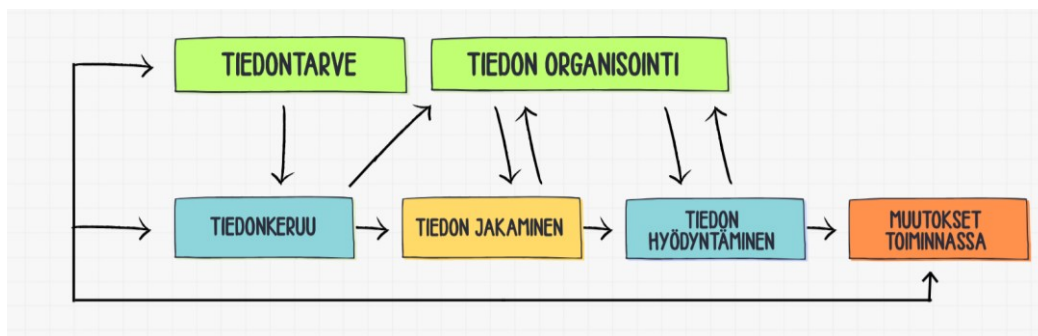 TIEDONTARVE
TIEDON ORGANISOINTI
TIEDONKERUU
TIEDON JAKAMINEN
TIEDON
HYÖDYNTÄMINEN
MUUTOKSET
TOIMINNASSA